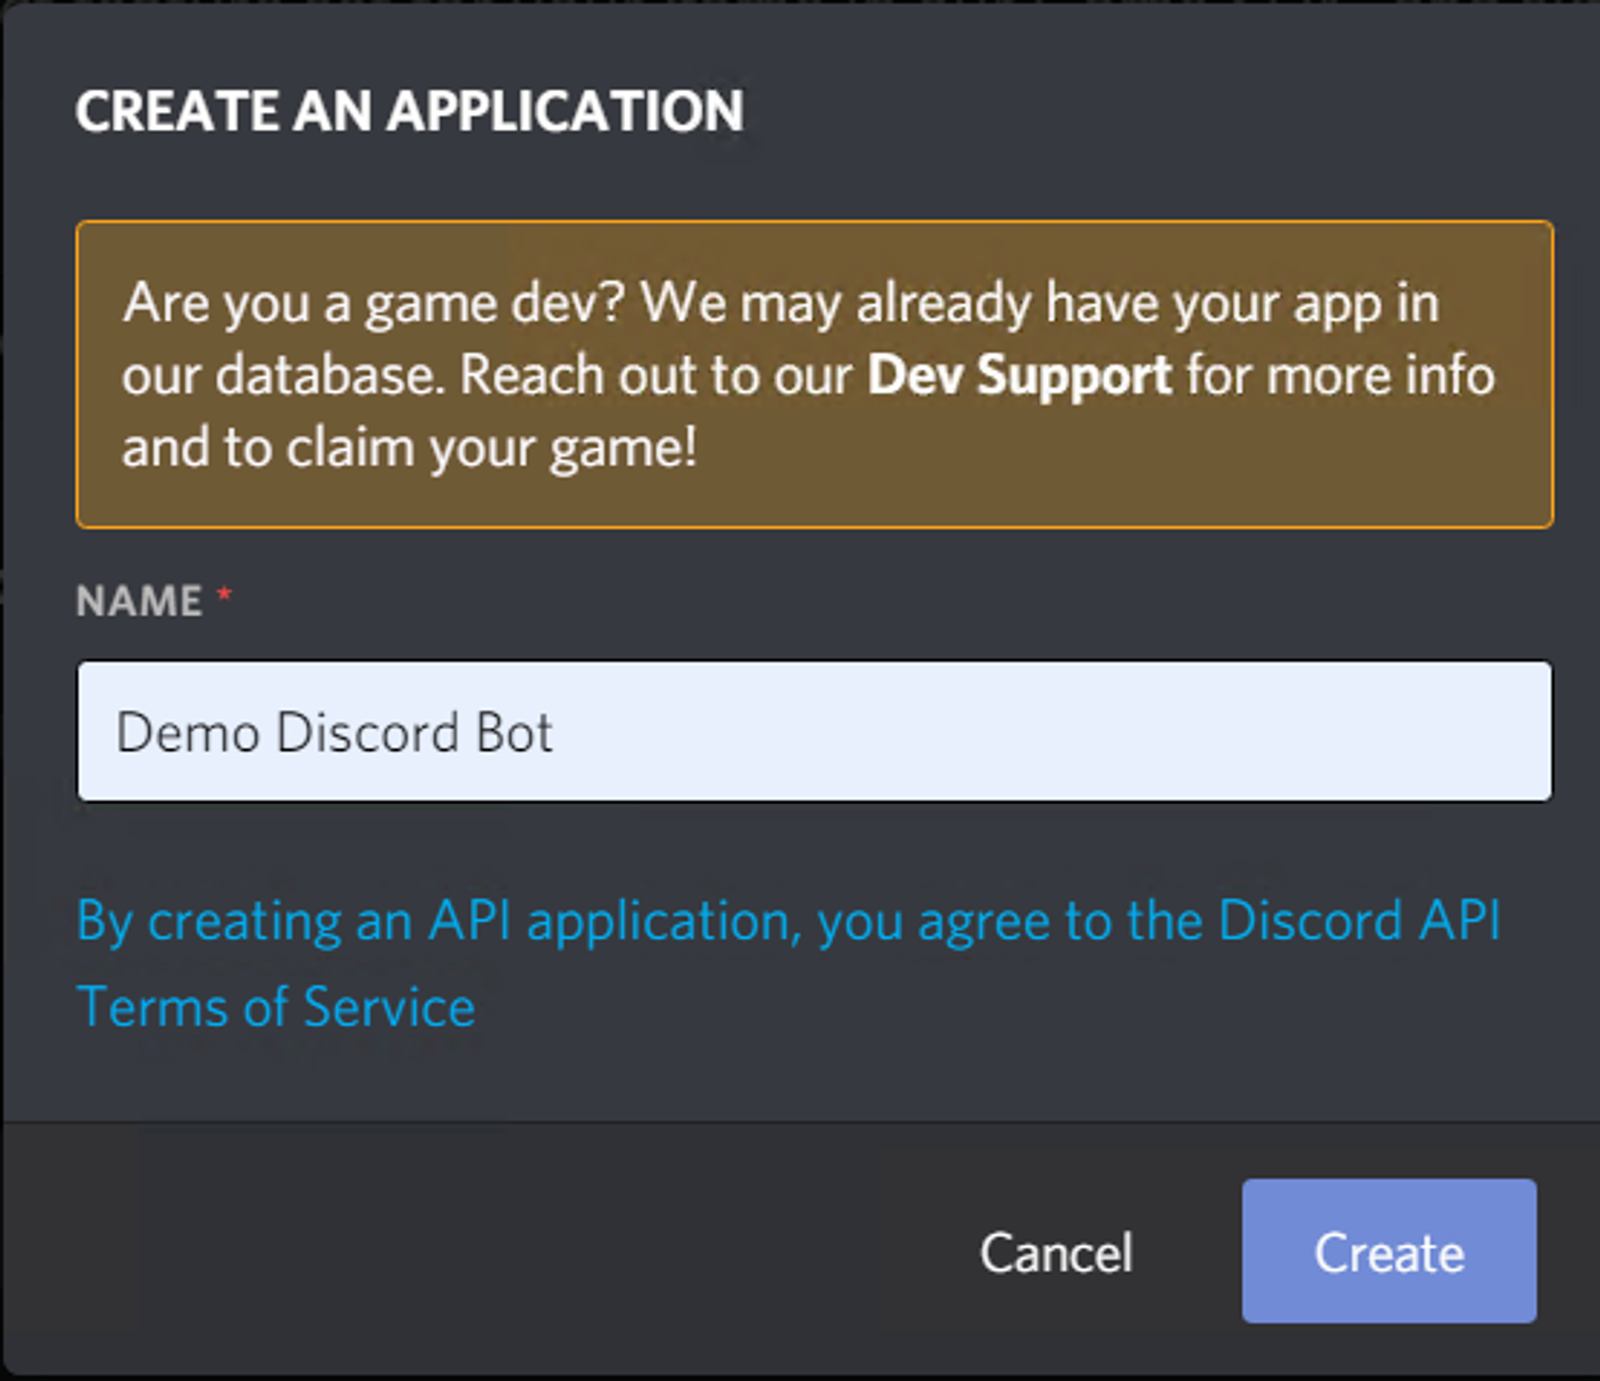 CREATE AN APPLICATION
Are you a game dev? We may already have your app in
our database. Reach out to our Dev Support for more info
and to claim your game!
NAME *
Demo Discord Bot
By creating an API application, you agree to the Discord API
Terms of Service
Cancel
Create